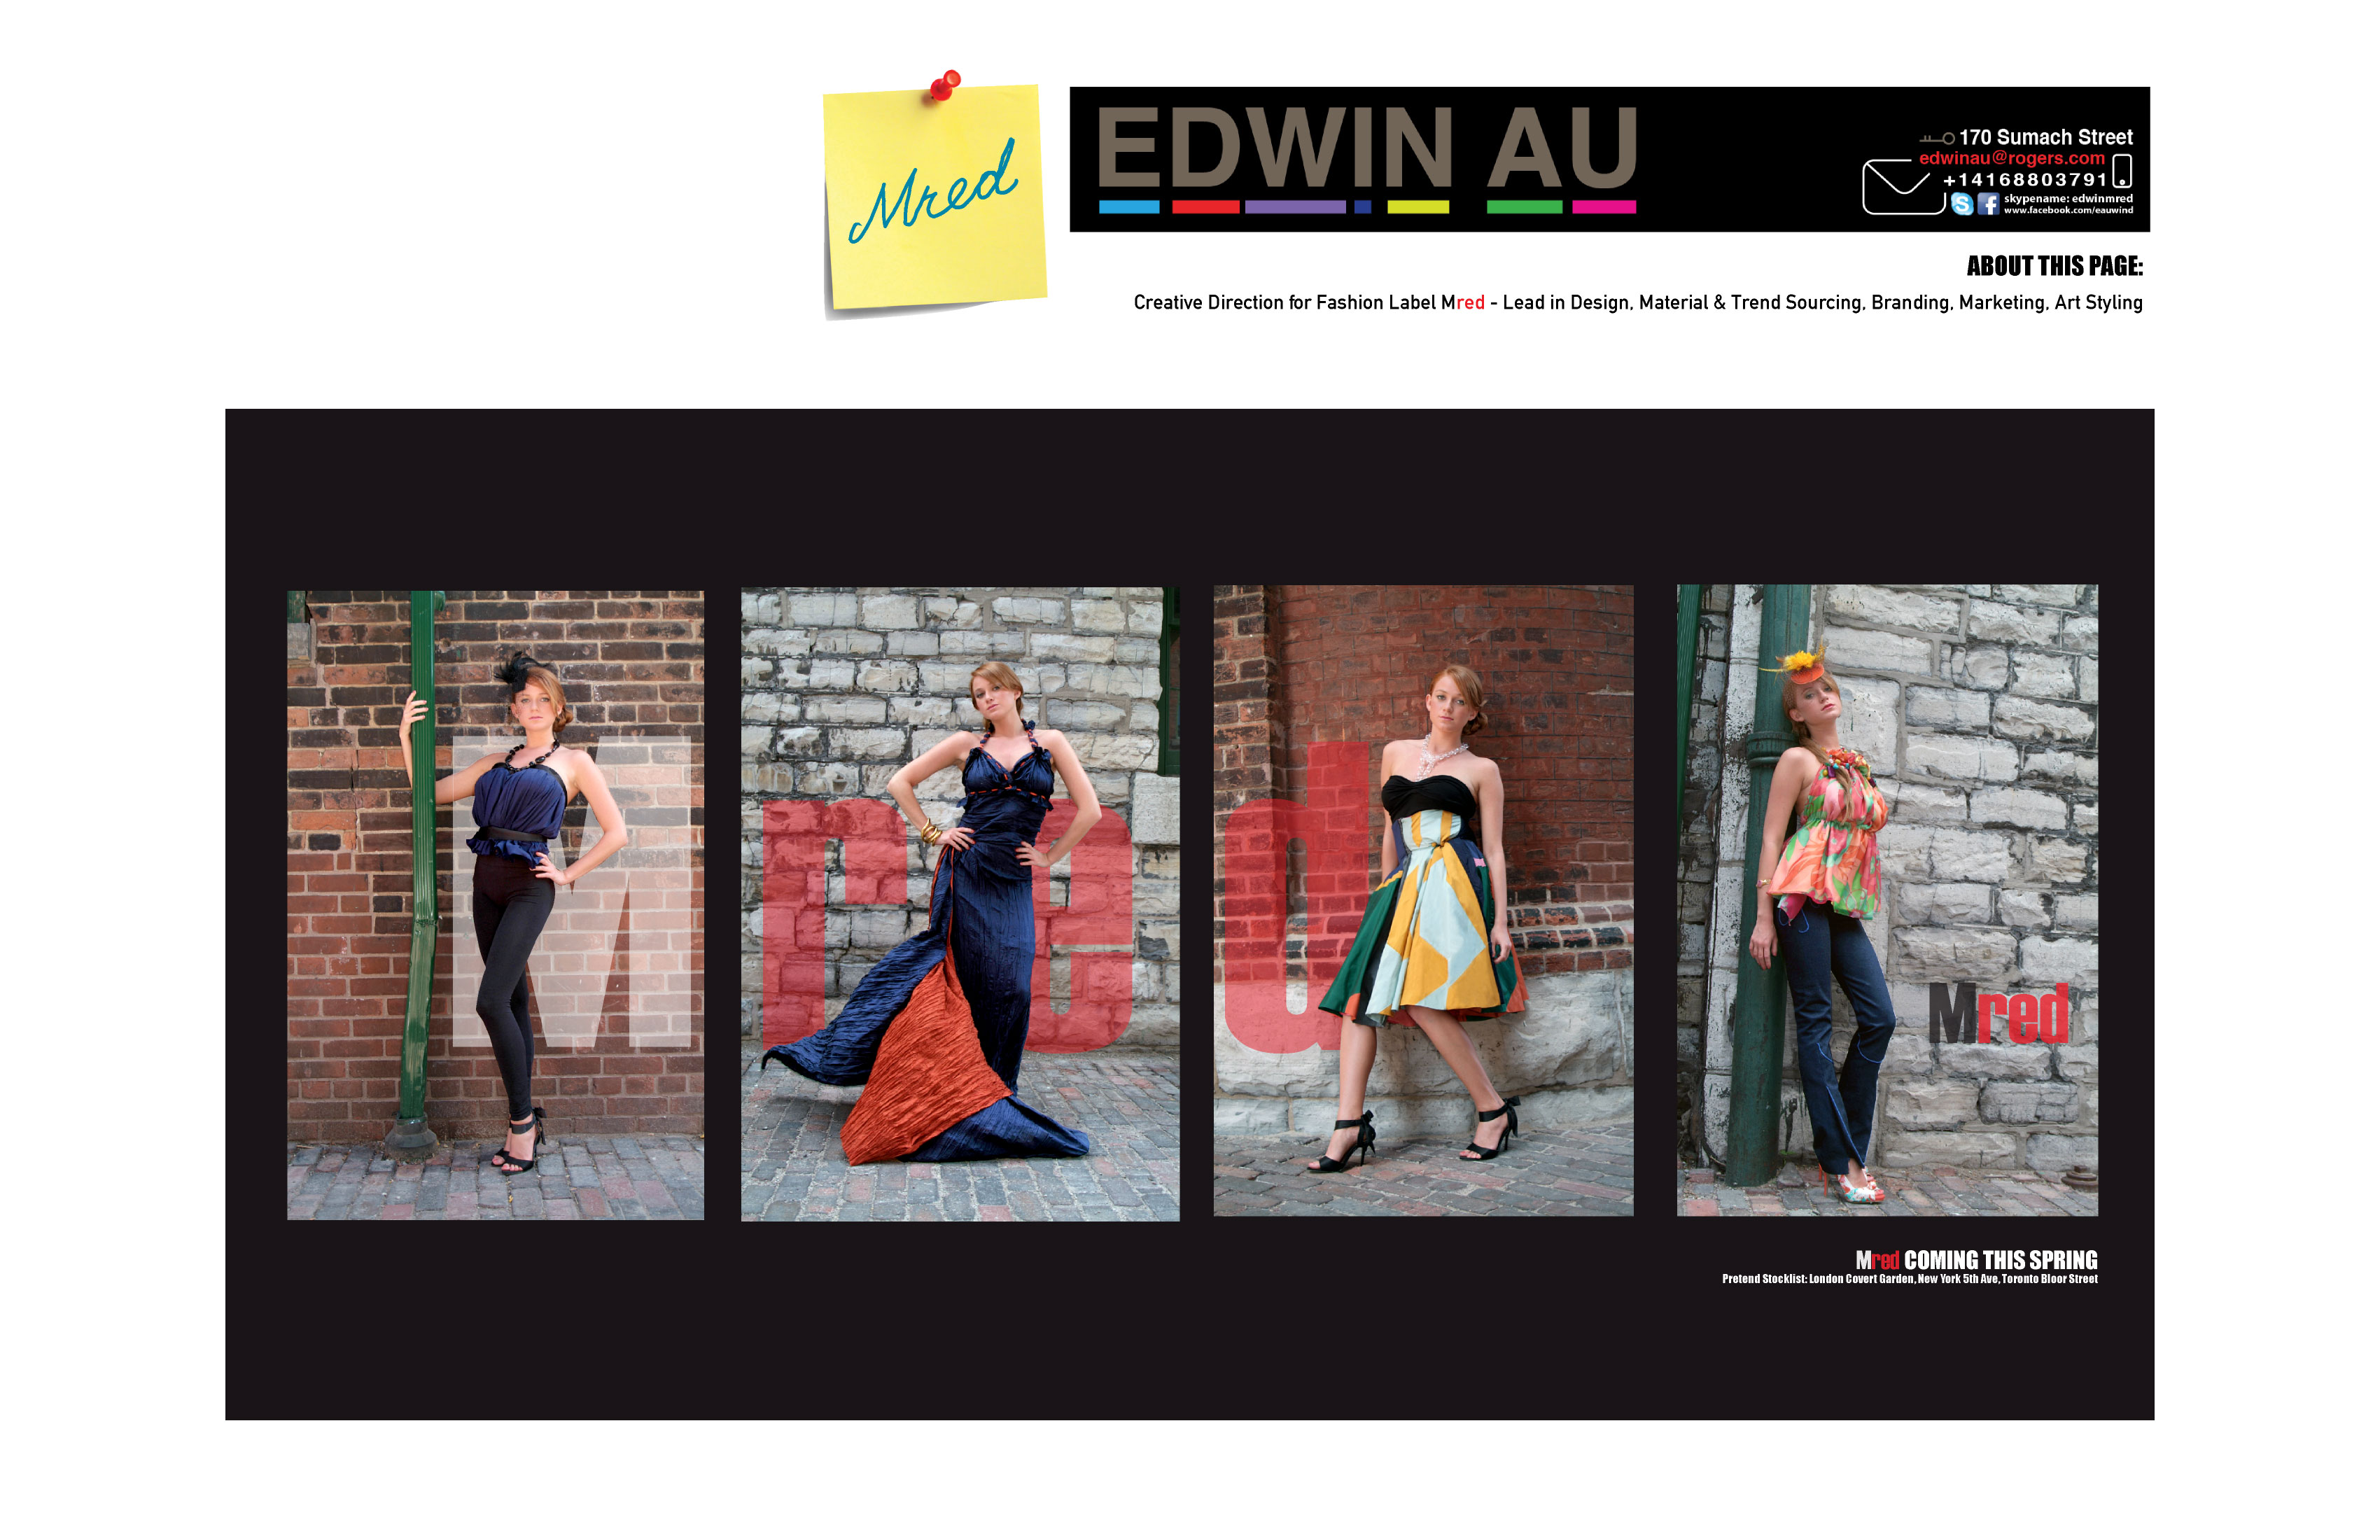 Mred
EDWIN AU
170 Sumach Street
edwinau@rogers.com
+14168803791
skypename: edwinmred
www.facebook.com/eauwind
ABOUT THIS PAGE:
Creative Direction for Fashion Label Mred - Lead in Design, Material & Trend Sourcing, Branding, Marketing, Art Styling
Mred
Mred
Mred COMING THIS SPRING
Pretend Stocklist: London Covert Garden, New York 5th Ave, Toronto Bloor Street